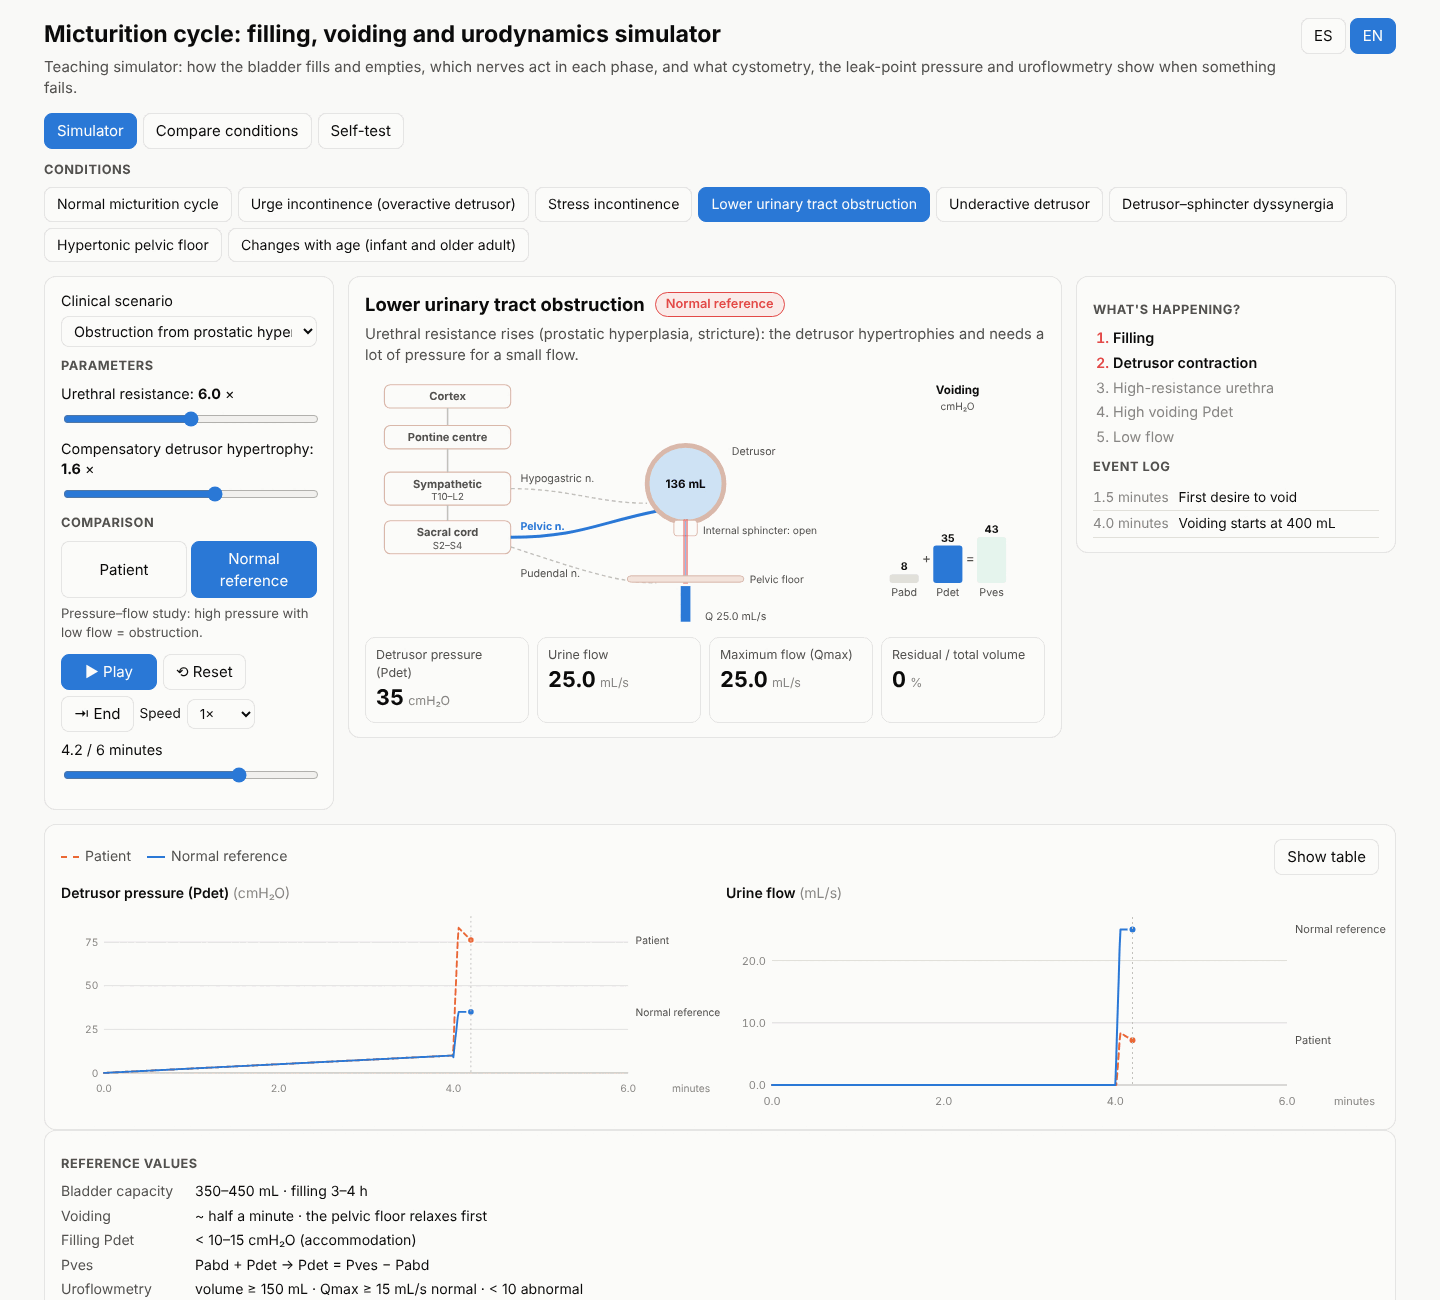 Micturition cycle: filling, voiding and urodynamics simulator
ES
EN
Teaching simulator: how the bladder fills and empties, which nerves act in each phase, and what cystometry, the leak-point pressure and uroflowmetry show when something
fails.
Simulator
Compare conditions
Self-test
CONDITIONS
Normal micturition cycle
Urge incontinence (overactive detrusor)
Stress incontinence
Lower urinary tract obstruction
Underactive detrusor
Detrusor–sphincter dyssynergia
Hypertonic pelvic floor
Changes with age (infant and older adult)
Clinical scenario
Obstruction from prostatic hyper
PARAMETERS
Urethral resistance: 6.0 ×
Compensatory detrusor hypertrophy:
1.6 ×
COMPARISON
Patient
Normal
reference
Pressure–flow study: high pressure with
low flow = obstruction.
▶ Play
⟲ Reset
⇥ End
Speed
1×
4.2 / 6 minutes
Lower urinary tract obstruction
Normal reference
Urethral resistance rises (prostatic hyperplasia, stricture): the detrusor hypertrophies and needs a
lot of pressure for a small flow.
Cortex
Pontine centre
Sympathetic
T10–L2
Sacral cord
S2–S4
Hypogastric n.
Pelvic n.
Pudendal n.
136 mL
Detrusor
Internal sphincter: open
Pelvic floor
Q 25.0 mL/s
Voiding
cmH₂O
8
+
35
=
43
Pabd
Pdet
Pves
Detrusor pressure
(Pdet)
35 cmH₂O
Urine flow
25.0 mL/s
Maximum flow (Qmax)
25.0 mL/s
Residual / total volume
0 %
WHAT'S HAPPENING?
1. Filling
2. Detrusor contraction
3. High-resistance urethra
4. High voiding Pdet
5. Low flow
EVENT LOG
1.5 minutes First desire to void
4.0 minutes Voiding starts at 400 mL
Patient
Normal reference
Show table
Detrusor pressure (Pdet) (cmH₂O)
75
50
25
0
0.0
2.0
4.0
6.0
minutes
Patient
Normal reference
Urine flow (mL/s)
20.0
10.0
0.0
0.0
2.0
4.0
6.0
minutes
Normal reference
Patient
REFERENCE VALUES
Bladder capacity 350–450 mL · filling 3–4 h
Voiding ~ half a minute · the pelvic floor relaxes first
Filling Pdet < 10–15 cmH₂O (accommodation)
Pves Pabd + Pdet → Pdet = Pves − Pabd
Uroflowmetry volume ≥ 150 mL · Qmax ≥ 15 mL/s normal · < 10 abnormal